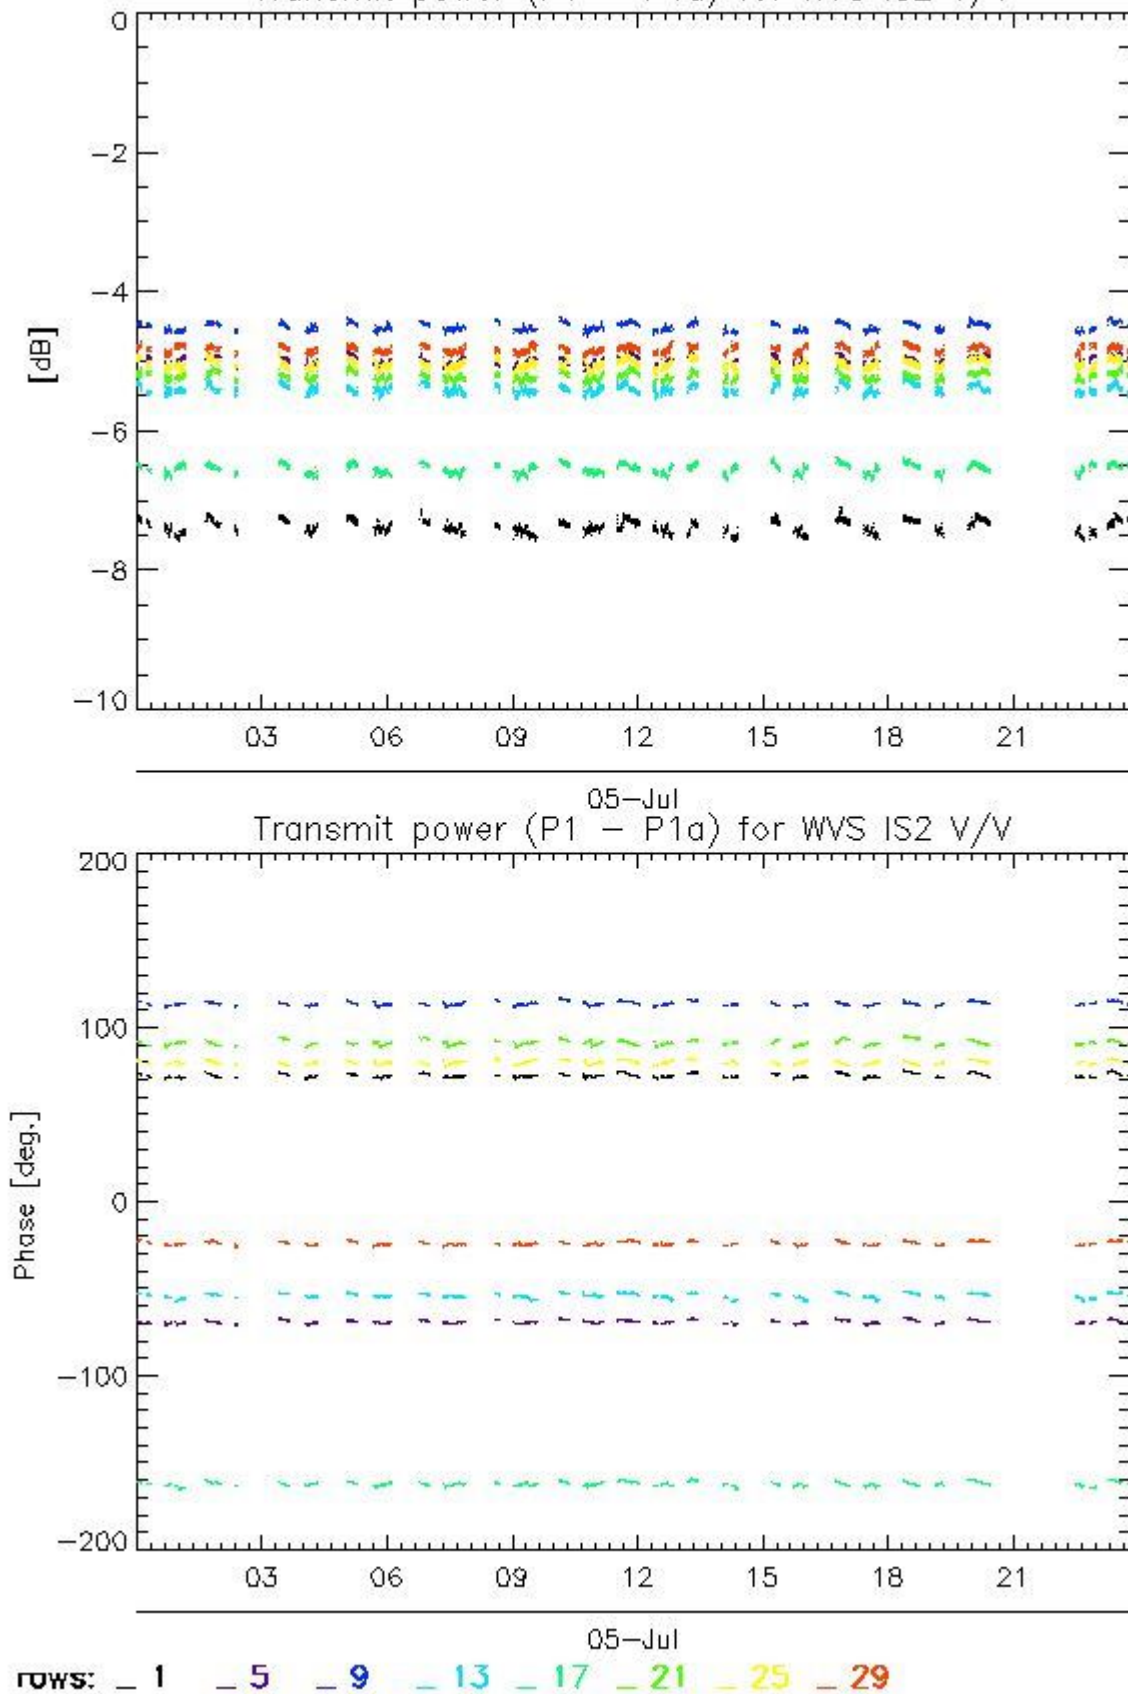 0
−2
−4
[dB]
−6
−8
−10
03 06 09 12 15 18 21
05−Jul
Transmit power (P1 − P1a) for WVS IS2 V/V
200
100
Phase [deg.]
0
−100
−200
03 06 09 12 15 18 21
05−Jul
rows: _ 1 _ 5 _ 9 _ 13 _ 17 _ 21 _ 25 _ 29